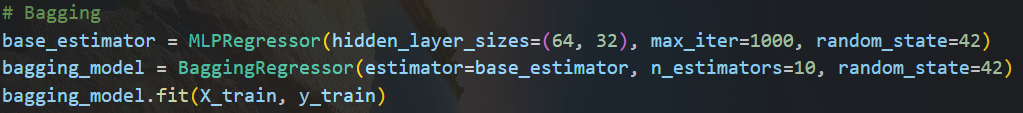 # Bagging
base_estimator = MLPRegressor(hidden_layer_sizes=(64, 32), max_iter=1000, random_state=42)
bagging_model = BaggingRegressor(estimator=base_estimator, n_estimators=10, random_state=42)
bagging_model.fit(X_train, y_train)